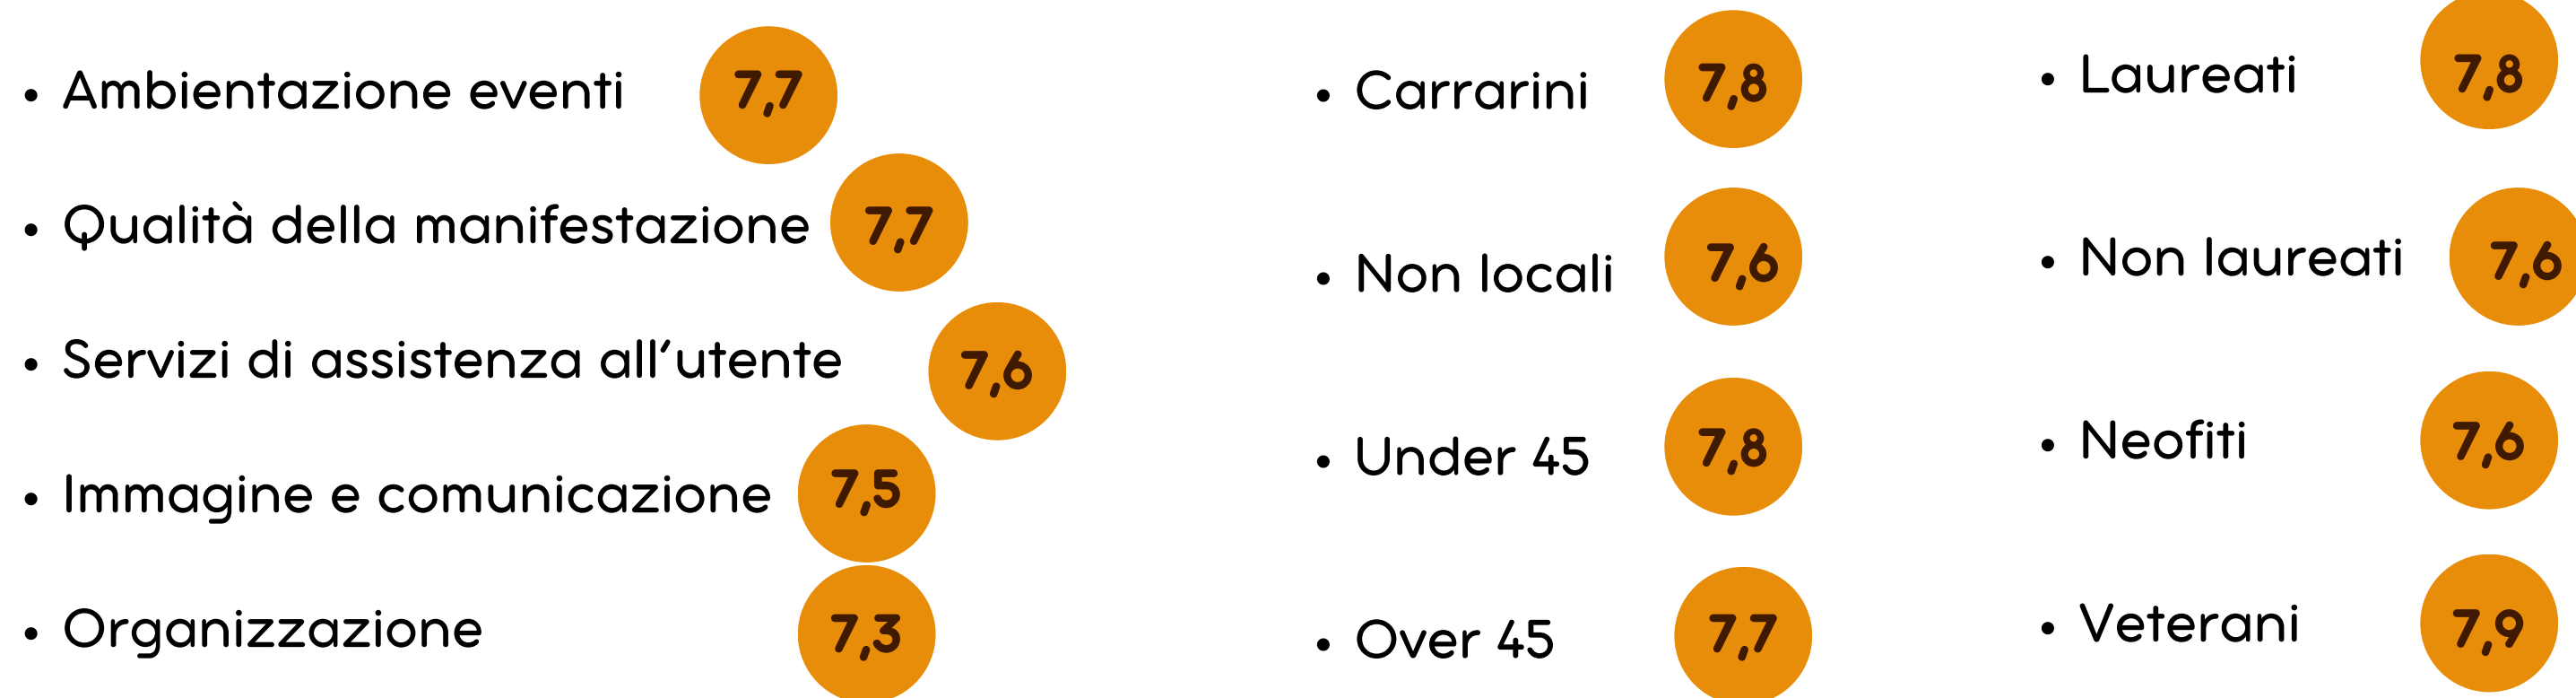 • Ambientazione eventi 7,7
• Qualità della manifestazione 7,7
• Servizi di assistenza all'utente 7,6
• Immagine e comunicazione 7,5
• Organizzazione 7,3
• Carrarini 7,8
• Non locali 7,6
• Under 45 7,8
• Over 45 7,7
• Laureati 7,8
• Non laureati 7,6
• Neofiti 7,6
• Veterani 7,9